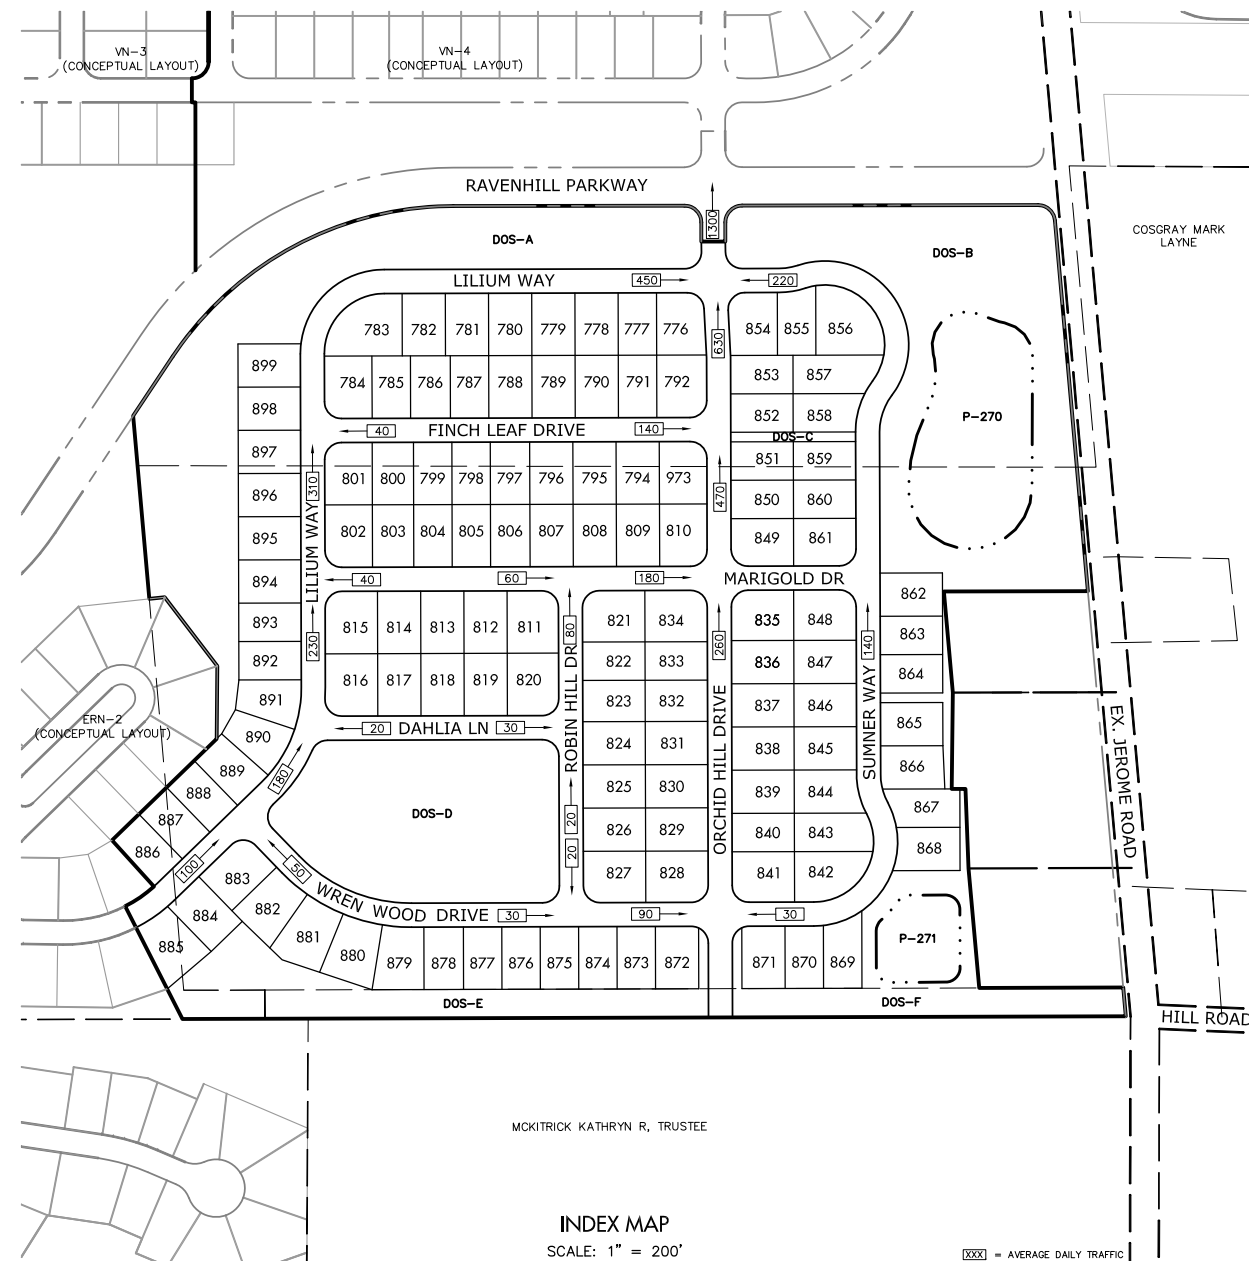 VN-3
(CONCEPTUAL LAYOUT)
VN-4
(CONCEPTUAL LAYOUT)
RAVENHILL PARKWAY
1300
COSGRAY MARK
LAYNE
DOS-A
DOS-B
LILIUM WAY
450
220
783 782 781 780 779 778 777 776
630
854 855 856
899
784 785 786 787 788 789 790 791 792
853 857
898
852 858
P-270
40
FINCH LEAF DRIVE
140
DOS-C
897
851 859
801 800 799 798 797 796 795 794 973
896
310
470
850 860
LILIUM WAY
895
802 803 804 805 806 807 808 809 810
849 861
894
40
60
180
MARIGOLD DR
862
893
230
815 814 813 812 811
80
821 834
260
835 848
140
863
892
822 833
836 847
864
816 817 818 819 820
891
ROBIN HILL DR
823 832
ORCHID HILL DRIVE
837 846
SUMNER WAY
865
ERN-2
(CONCEPTUAL LAYOUT)
20
DAHLIA LN
30
890
824 831
838 845
866
EX. JEROME ROAD
889
180
825 830
839 844
888
867
887
DOS-D
20
826 829
840 843
886
20
868
100
50
827 828
841 842
883
884
882
WREN WOOD DRIVE
30
90
30
881
885
880
P-271
879 878 877 876 875 874 873 872
871 870 869
DOS-E
DOS-F
HILL ROAD
MCKITRICK KATHRYN R, TRUSTEE
INDEX MAP
SCALE: 1" = 200'
XXX = AVERAGE DAILY TRAFFIC